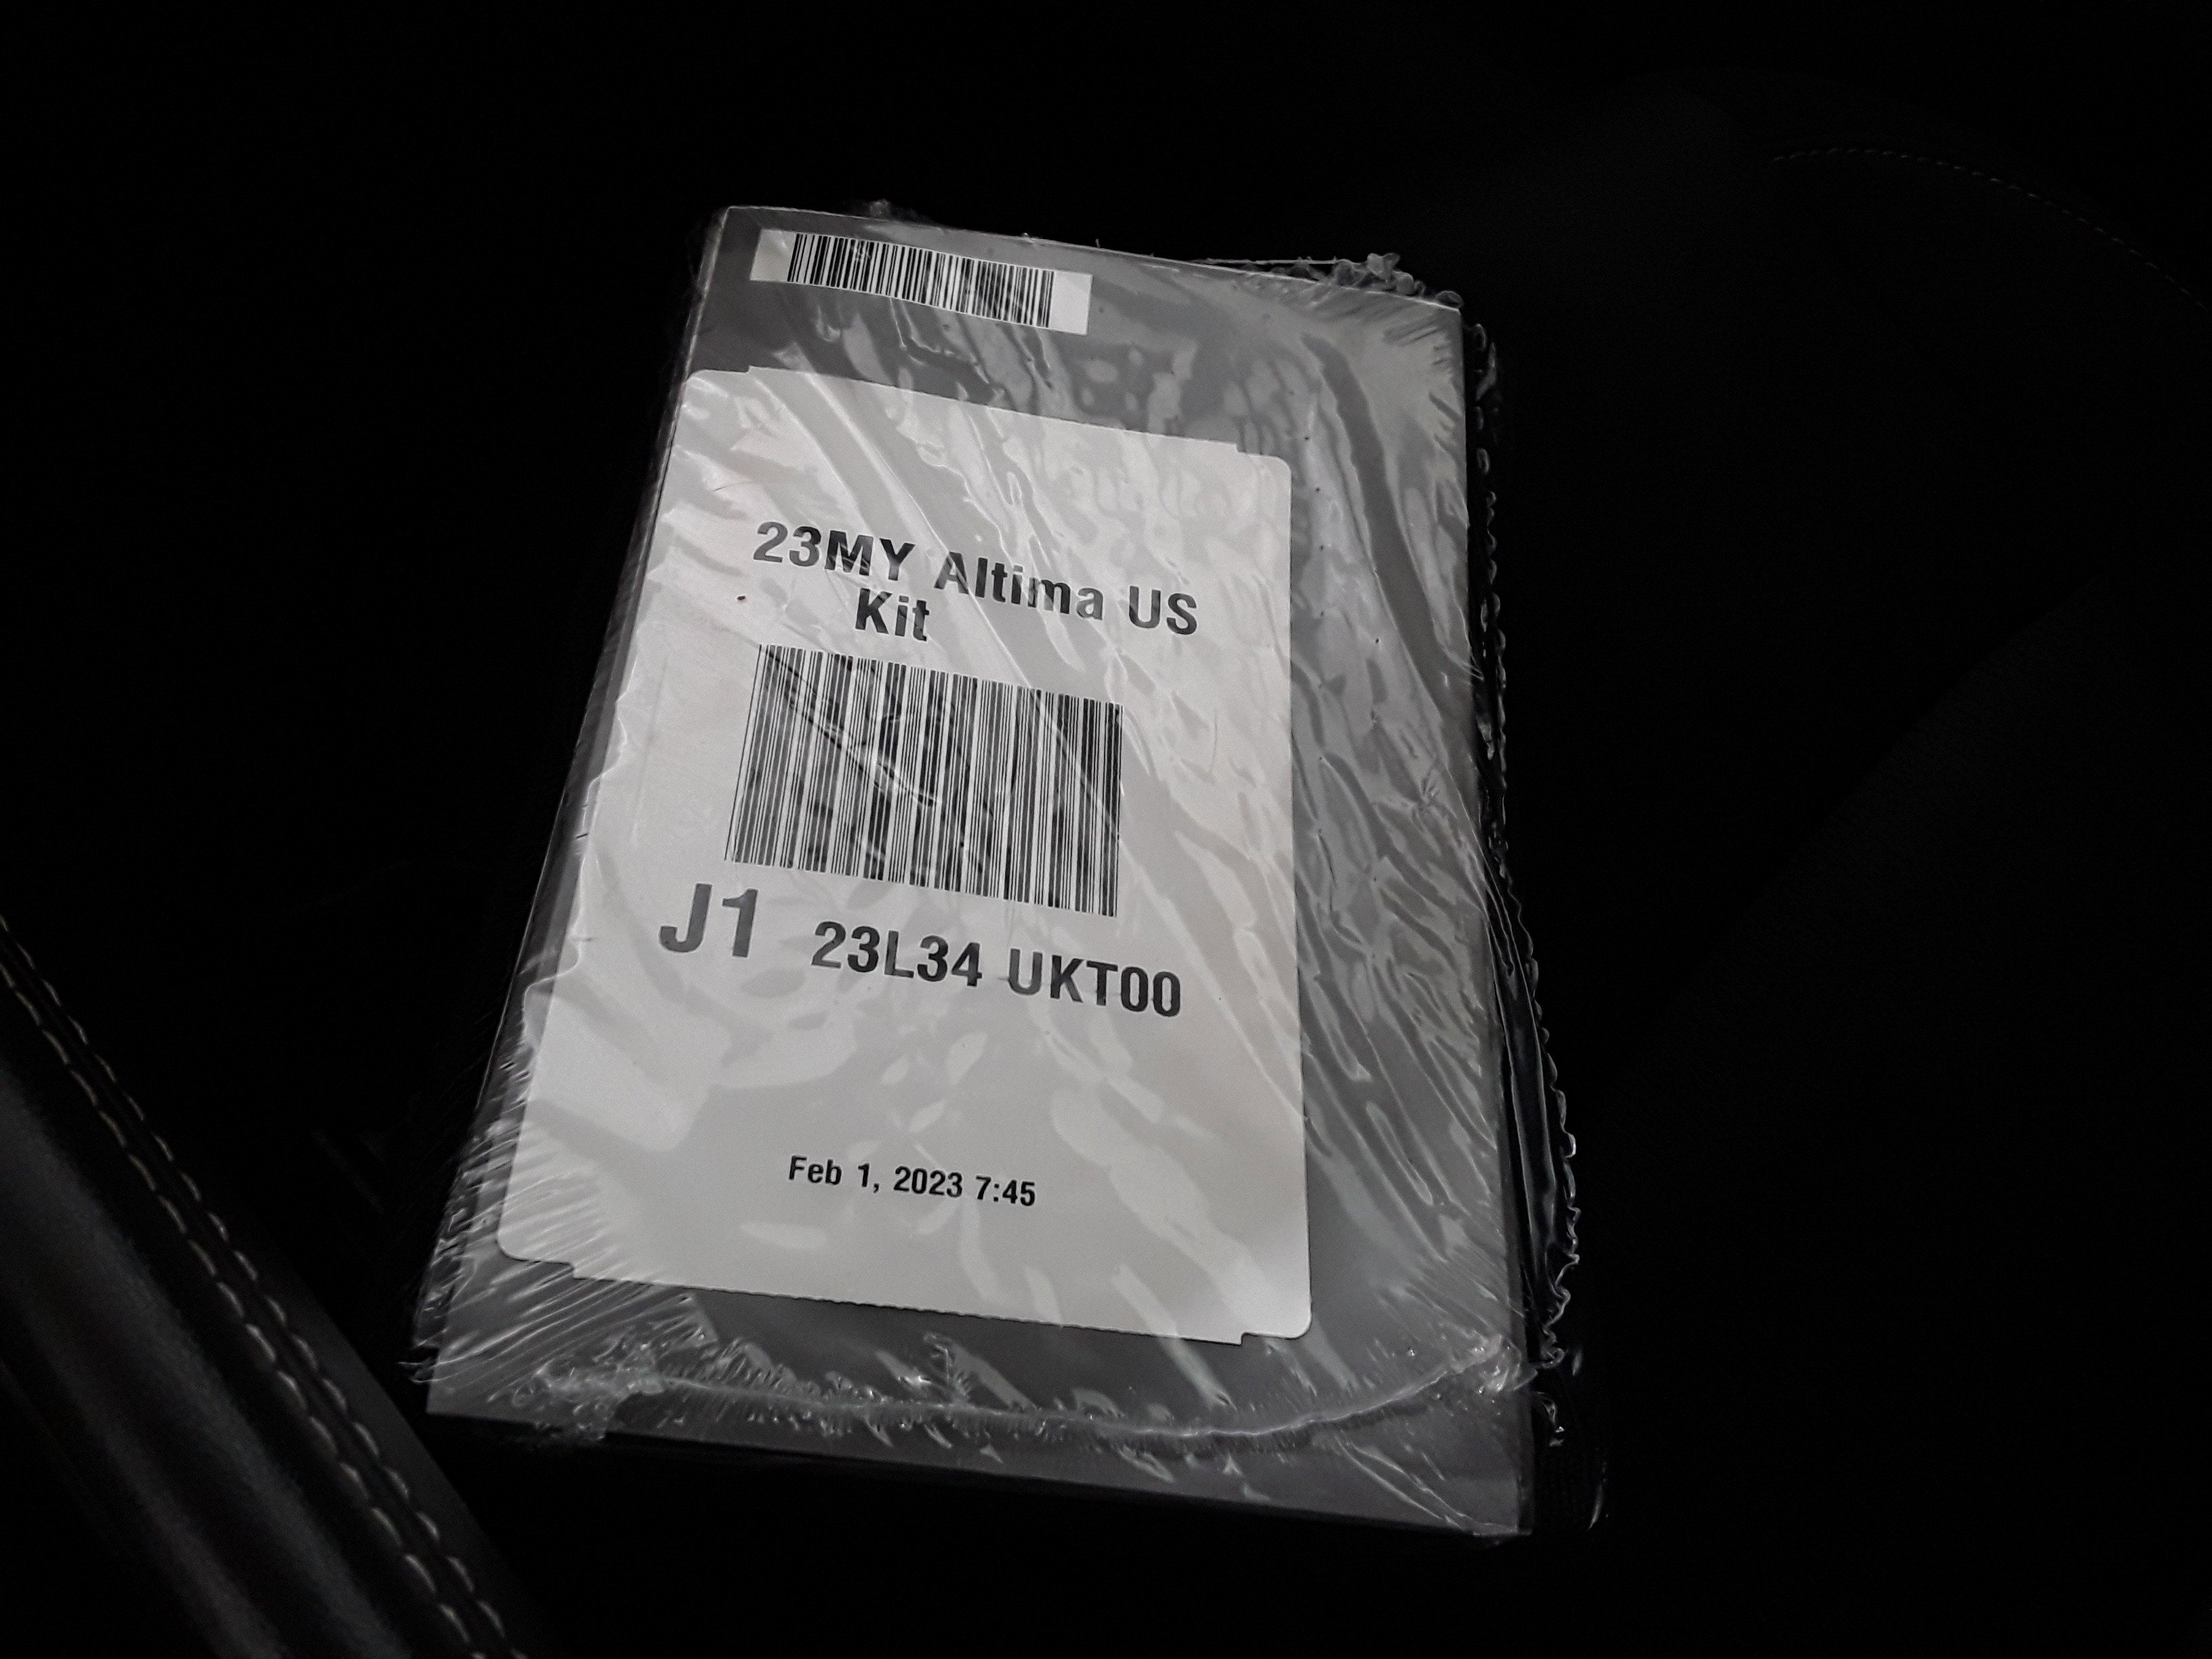 23MY Altima US
Kit
J1 23L34 UKT00
Feb 1, 2023 7:45